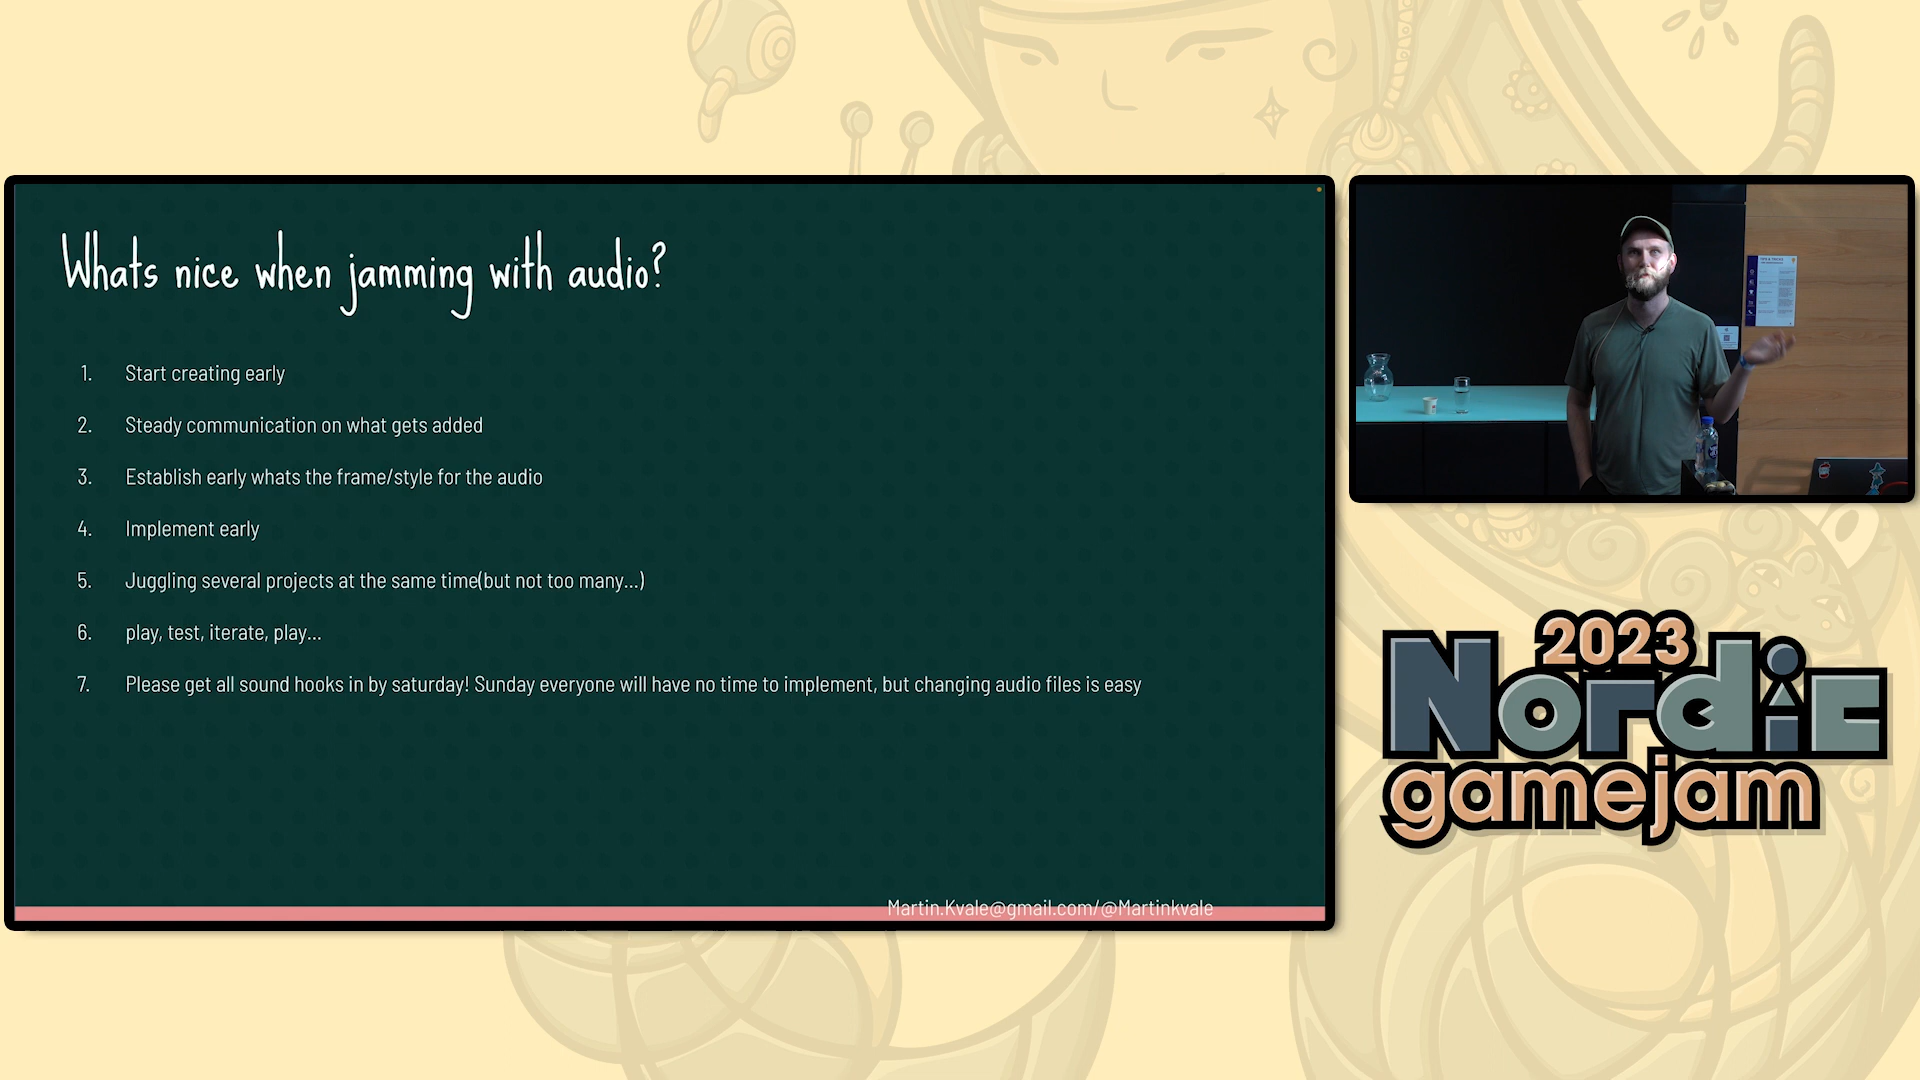 Whats nice when jamming with audio?
1. Start creating early
2. Steady communication on what gets added
3. Establish early whats the frame/style for the audio
4. Implement early
5. Juggling several projects at the same time(but not too many...)
6. play, test, iterate, play...
7. Please get all sound hooks in by saturday! Sunday everyone will have no time to implement, but changing audio files is easy
Martin.Kvale@gmail.com/@Martinkvale
2023
Nordic
gamejam